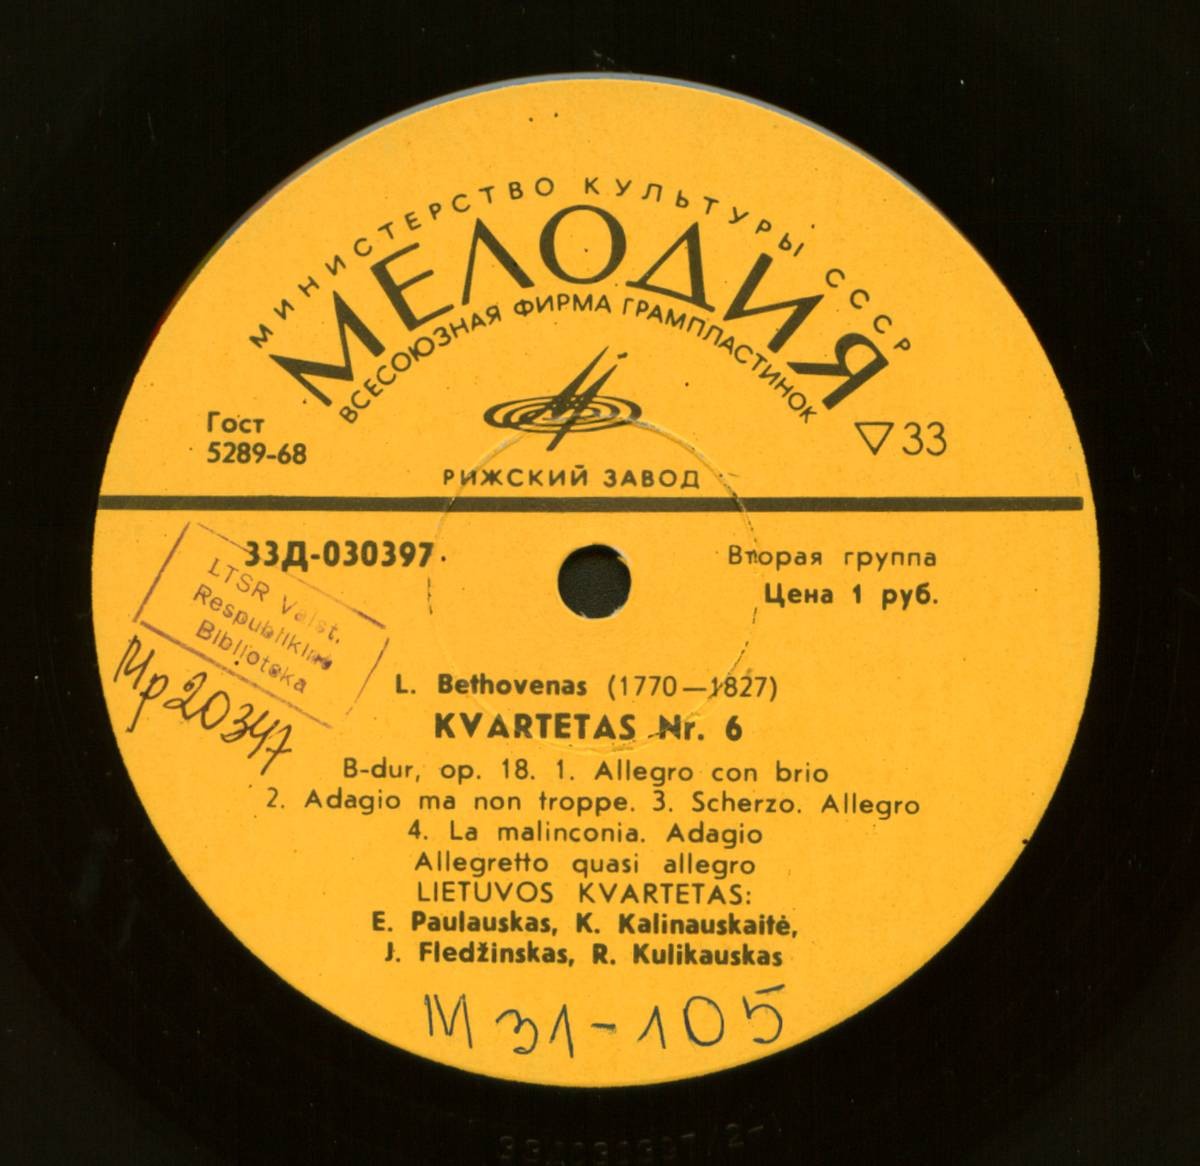 МИНИСТЕРСТВО КУЛЬТУРЫ СССР
МЕЛОДИЯ
ВСЕСОЮЗНАЯ ФИРМА ГРАМПЛАСТИНОК
Гост
5289-68
33
РИЖСКИЙ ЗАВОД
33Д-030397
Вторая группа
Цена 1 руб.
LTSR Valst.
Respublikinė
Biblioteka
Mp 20347
L. Bethovenas (1770—1827)
KVARTETAS Nr. 6
B-dur, op. 18. 1. Allegro con brio
2. Adagio ma non troppe. 3. Scherzo. Allegro
4. La malinconia. Adagio
Allegretto quasi allegro
LIETUVOS KVARTETAS:
E. Paulauskas, K. Kalinauskaitė,
J. Fledžinskas, R. Kulikauskas
M 31-105